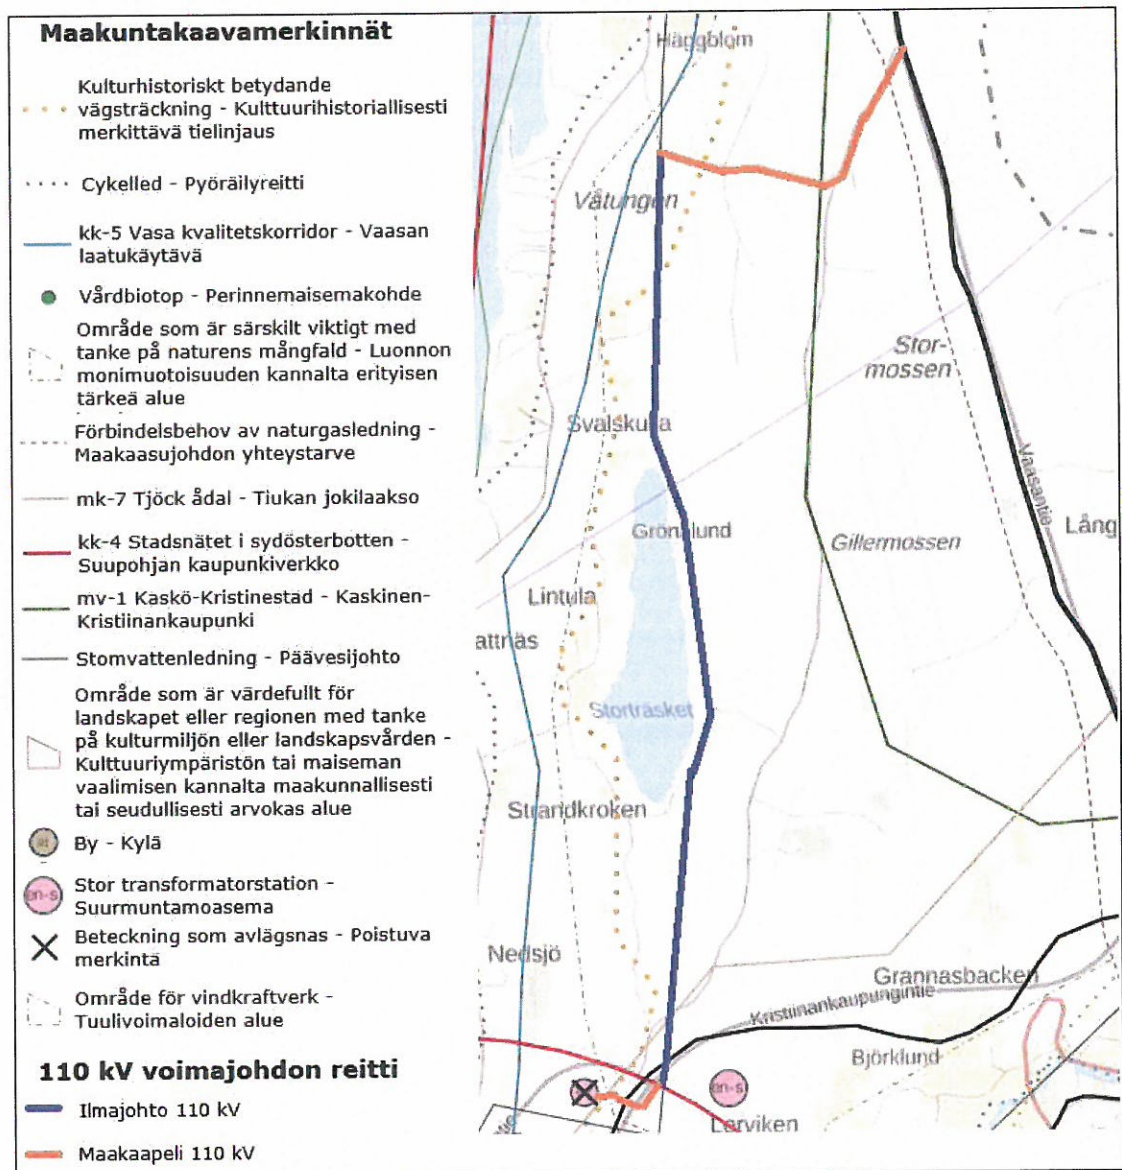 Maakuntakaavamerkinnät
Kulturhistoriskt betydande
vägsträckning - Kulttuurihistoriallisesti
merkittävä tielinjaus
Cykelled - Pyöräilyreitti
kk-5 Vasa kvalitetskorridor - Vaasan
laatukäytävä
Vårdbiotop - Perinnemaisemakohde
Område som är särskilt viktigt med
tanke på naturens mångfald - Luonnon
monimuotoisuuden kannalta erityisen
tärkeä alue
Förbindelsbehov av naturgasledning -
Maakaasujohdon yhteystarve
mk-7 Tjöck ådal - Tiukan jokilaakso
kk-4 Stadsnätet i sydösterbotten -
Suupohjan kaupunkiverkko
mv-1 Kaskö-Kristinestad - Kaskinen-
Kristiinankaupunki
Stomvattenledning - Päävesijohto
Område som är värdefullt för
landskapet eller regionen med tanke
på kulturmiljön eller landskapsvården -
Kulttuuriympäristön tai maiseman
vaalimisen kannalta maakunnallisesti
tai seudullisesti arvokas alue
at
By - Kylä
en-s
Stor transformatorstation -
Suurmuntamoasema
Beteckning som avlägsnas - Poistuva
merkintä
Område för vindkraftverk -
Tuulivoimaloiden alue
110 kV voimajohdon reitti
Ilmajohto 110 kV
Maakaapeli 110 kV
Häggblom
Våtungen
Stor-
mossen
Svalskulla
Vaasantie
Grönlund
Gillermossen
Lång
Lintula
attnäs
Storträsket
Strandkroken
Nedsjö
Grannasbacken
Kristiinankaupungintie
Björklund
en-s
Lerviken